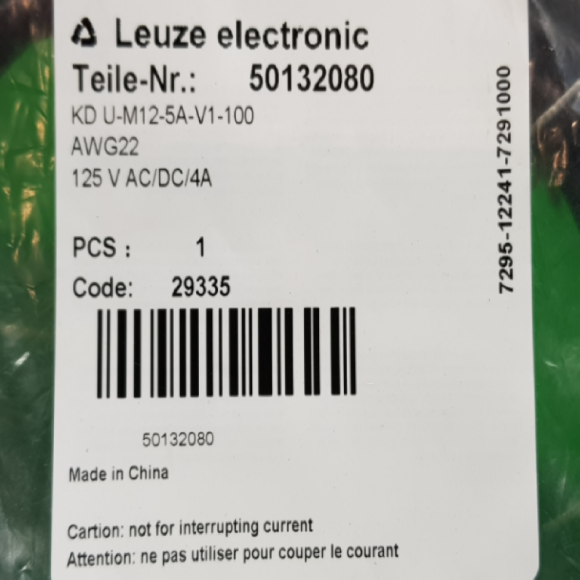 Leuze electronic
Teile-Nr.: 50132080
KD U-M12-5A-V1-100
AWG22
125 V AC/DC/4A
PCS : 1
Code: 29335
50132080
Made in China
Cartion: not for interrupting current
Attention: ne pas utiliser pour couper le courant
7295-12241-7291000